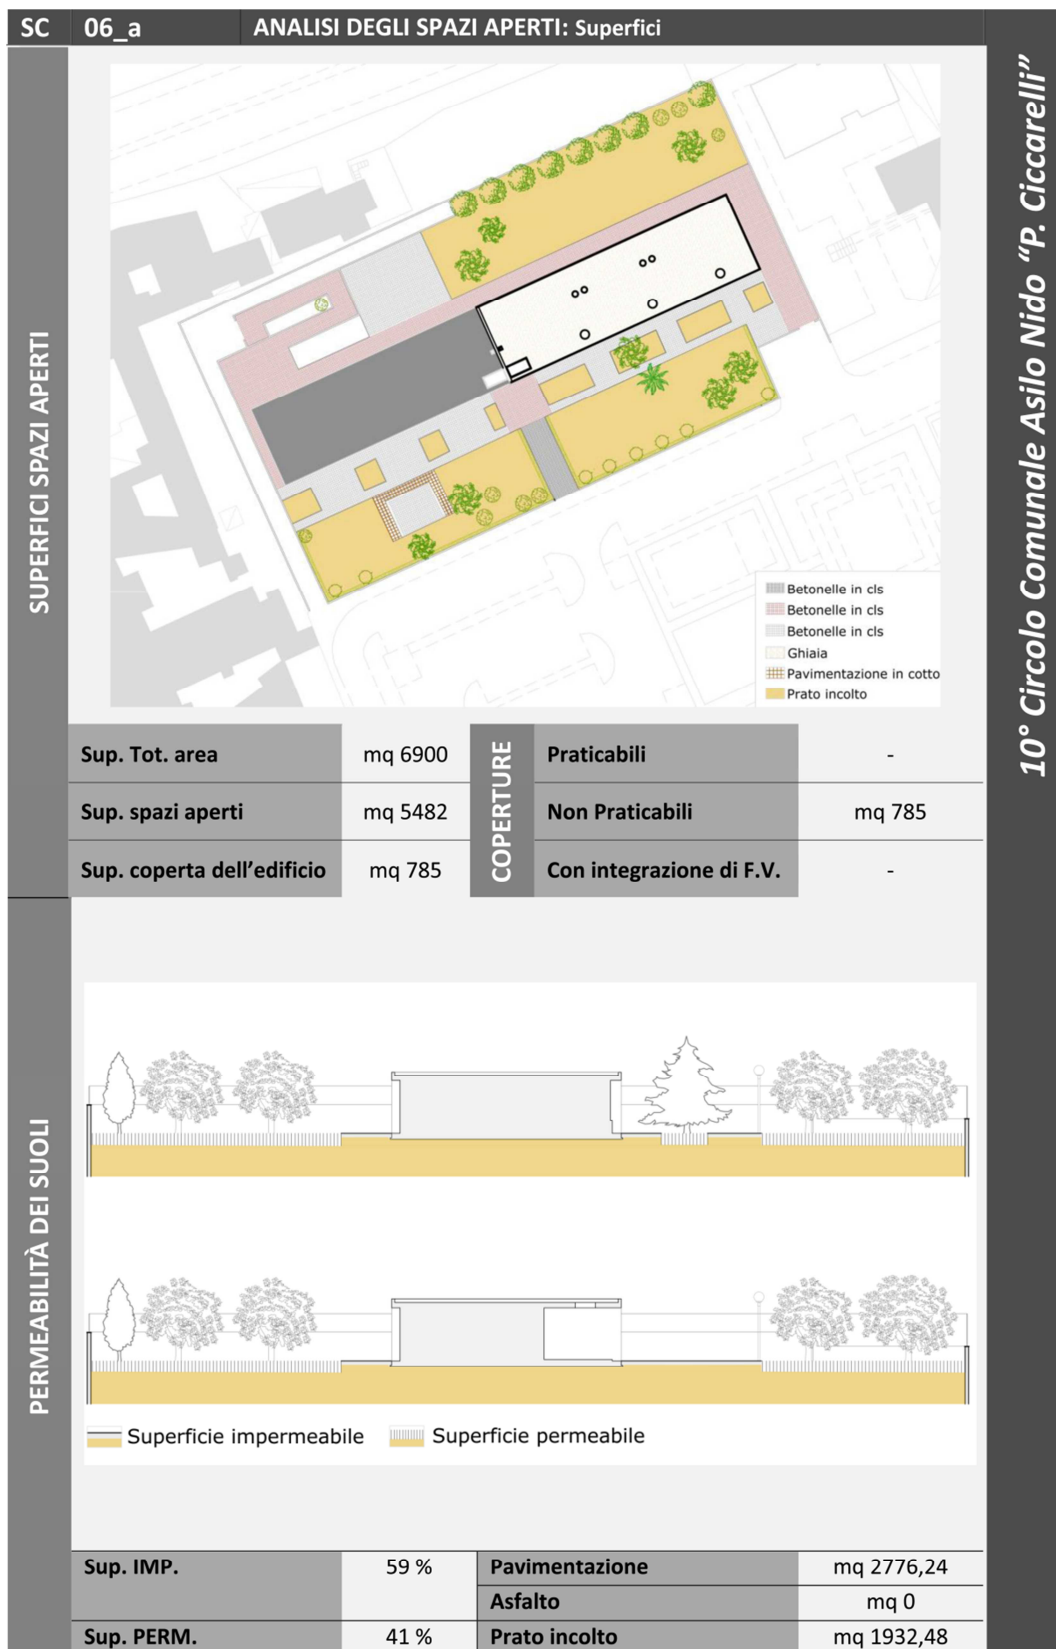 SC 06_a ANALISI DEGLI SPAZI APERTI: Superfici
10° Circolo Comunale Asilo Nido “P. Ciccarelli”
SUPERFICI SPAZI APERTI
Betonelle in cls
Betonelle in cls
Betonelle in cls
Ghiaia
Pavimentazione in cotto
Prato incolto
Sup. Tot. area mq 6900
Sup. spazi aperti mq 5482
Sup. coperta dell’edificio mq 785
COPERTURE
Praticabili -
Non Praticabili mq 785
Con integrazione di F.V. -
PERMEABILITÀ DEI SUOLI
Superficie impermeabile Superficie permeabile
Sup. IMP. 59 % Pavimentazione mq 2776,24
Asfalto mq 0
Sup. PERM. 41 % Prato incolto mq 1932,48